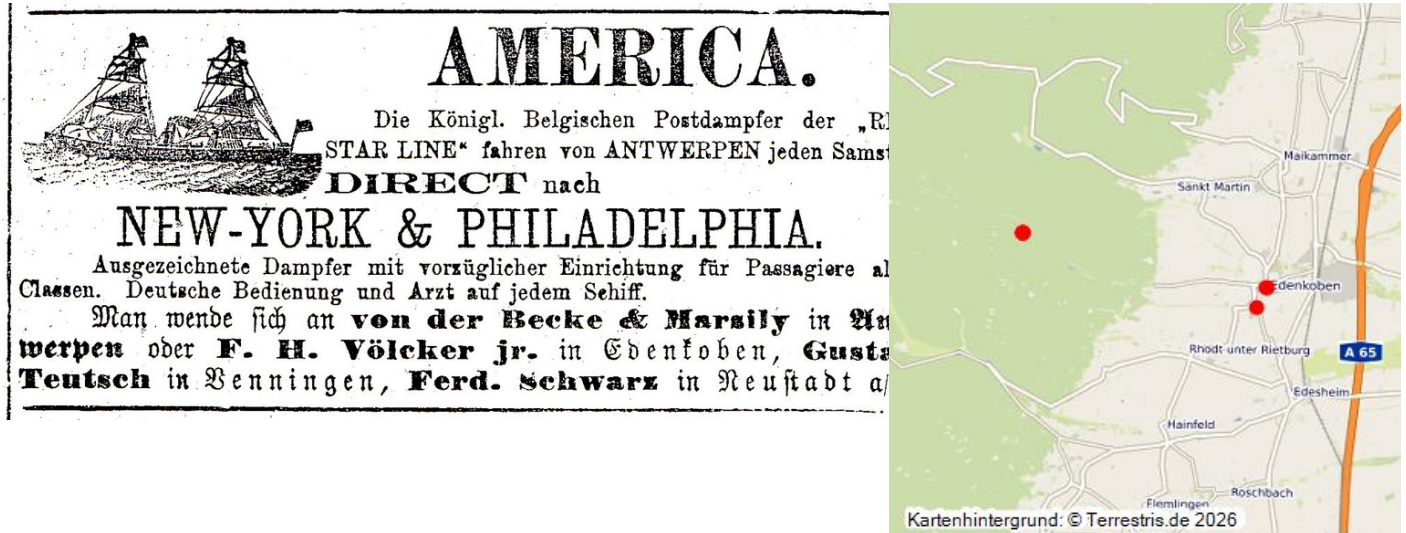 AMERICA.
Die Königl. Belgischen Postdampfer der „R
STAR LINE“ fahren von ANTWERPEN jeden Samst
DIRECT nach
NEW-YORK & PHILADELPHIA.
Ausgezeichnete Dampfer mit vorzüglicher Einrichtung für Passagiere al
Classen. Deutsche Bedienung und Arzt auf jedem Schiff.
Man wende sich an von der Becke & Marsily in An
werpen oder F. H. Völcker jr. in Edenkoben, Gusta
Teutsch in Venningen, Ferd. Schwarz in Neustadt a/
Maikammer
Sankt Martin
Edenkoben
Rhodt unter Rietburg
A 65
Edesheim
Hainfeld
Roschbach
Flemlingen
Kartenhintergrund: © Terrestris.de 2026